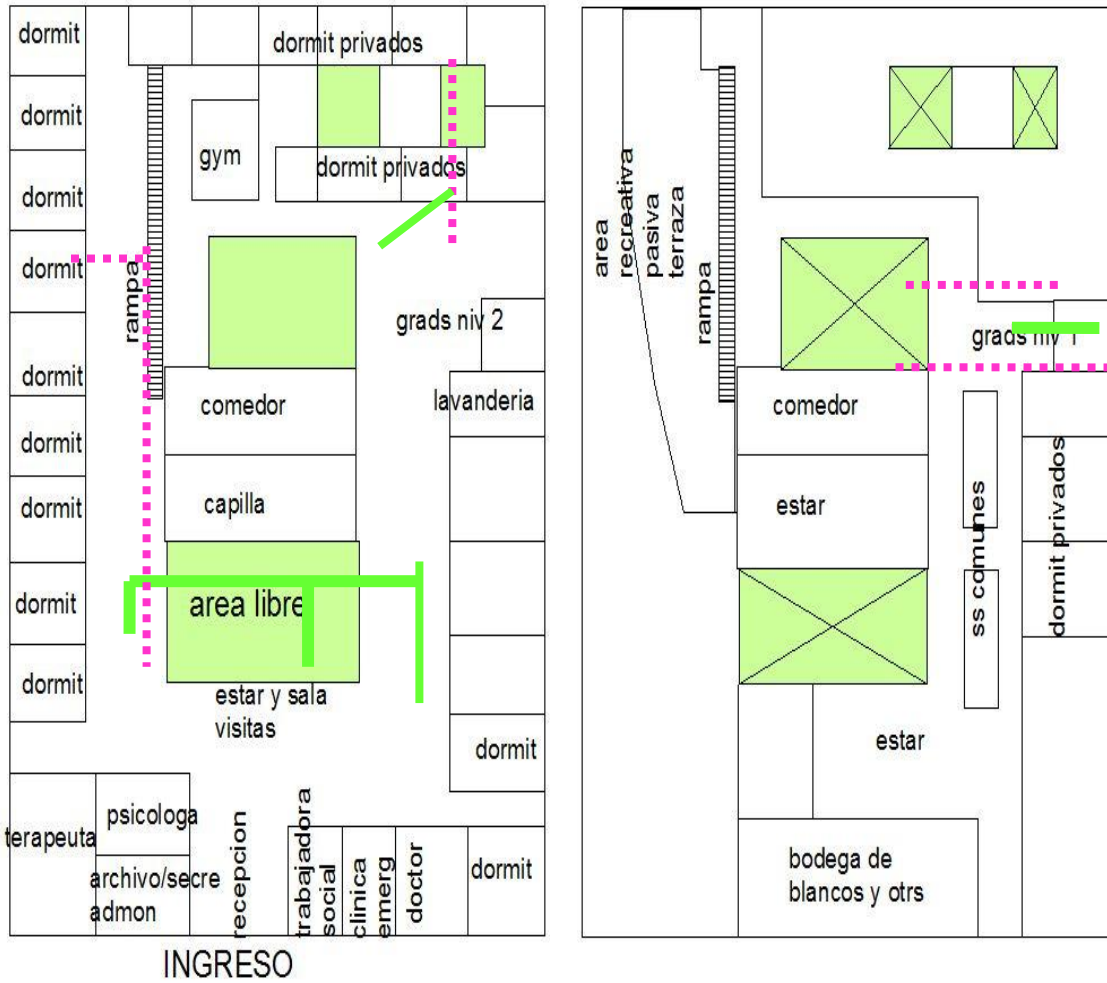 dormit
dormit privados
dormit
gym
dormit privados
dormit
dormit
rampa
grads niv 2
dormit
comedor
lavanderia
dormit
capilla
dormit
area libre
dormit
dormit
estar y sala
visitas
dormit
psicologa
terapeuta
archivo/secre
admon
recepcion
trabajadora
social
clinica
emerg
doctor
dormit
INGRESO
area
recreativa
pasiva
terraza
rampa
grads niv 1
comedor
estar
ss comunes
dormit privados
estar
bodega de
blancos y otrs